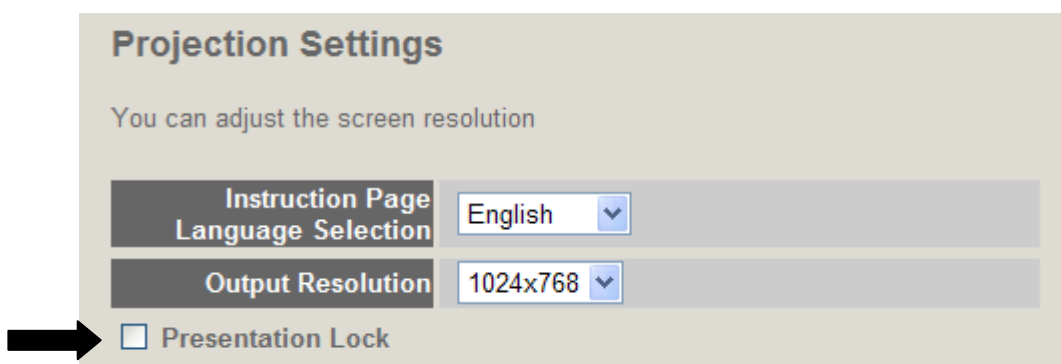 Projection Settings
You can adjust the screen resolution
Instruction Page
Language Selection
English
Output Resolution
1024x768
Presentation Lock